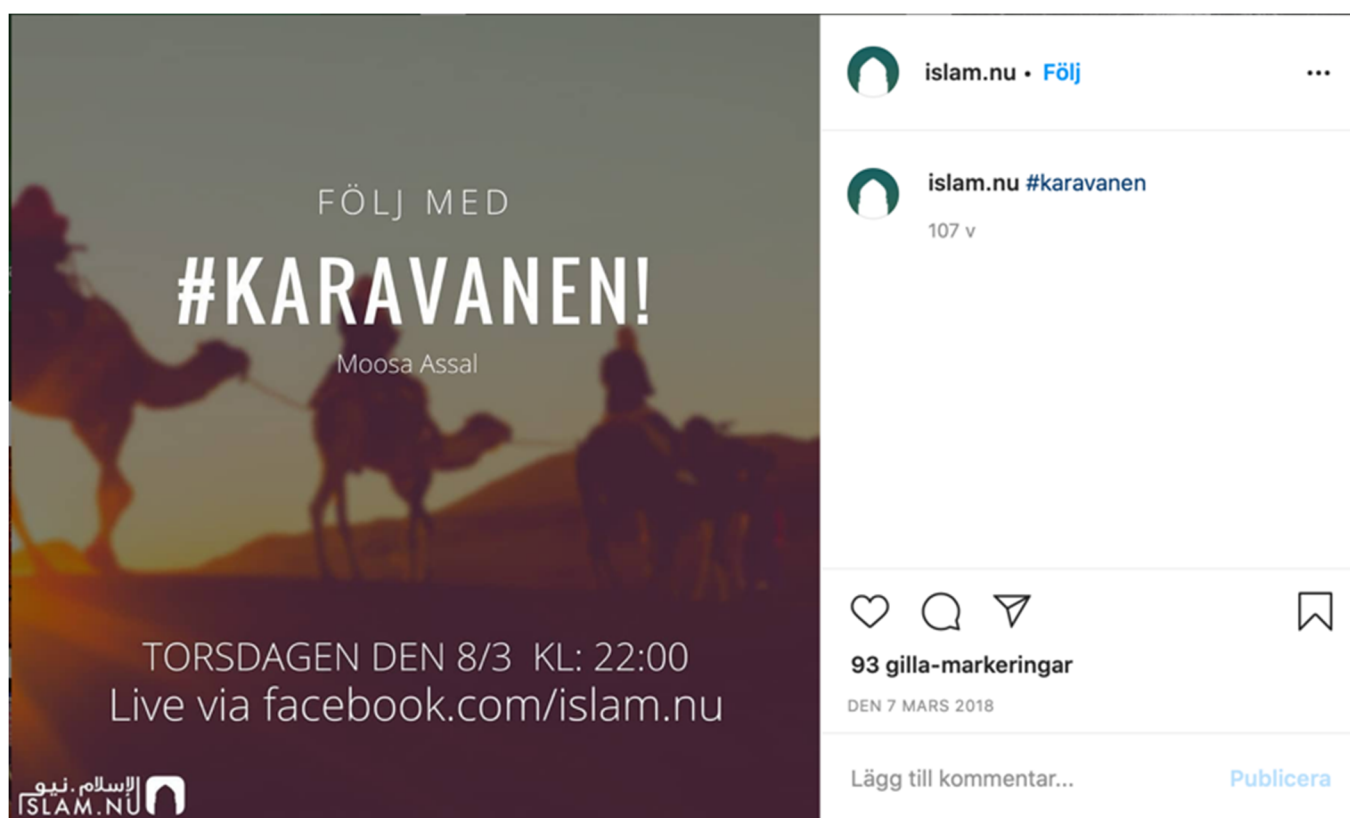 FÖLJ MED
#KARAVANEN!
Moosa Assal
TORSDAGEN DEN 8/3 KL: 22:00
Live via facebook.com/islam.nu
الإسلام.نيو
ISLAM.NU
islam.nu • Följ
islam.nu #karavanen
107 v
93 gilla-markeringar
DEN 7 MARS 2018
Lägg till kommentar... Publicera